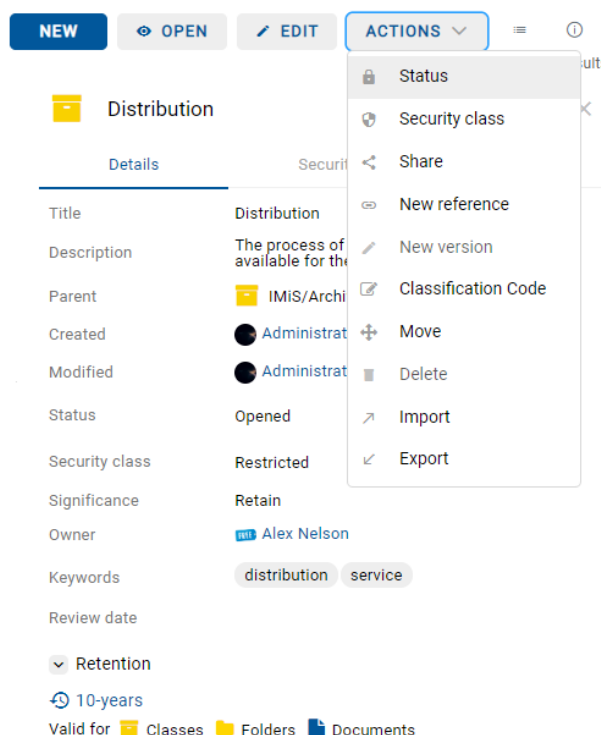 NEW OPEN EDIT ACTIONS
Status
Distribution
Security class
Details
Share
Title Distribution
New reference
Description The process of
available for the
New version
Parent IMiS/Archi
Classification Code
Created Administrat
Move
Modified Administrat
Delete
Status Opened
Import
Security class Restricted
Export
Significance Retain
Owner Alex Nelson
Keywords distribution service
Review date
Retention
10-years
Valid for Classes Folders Documents